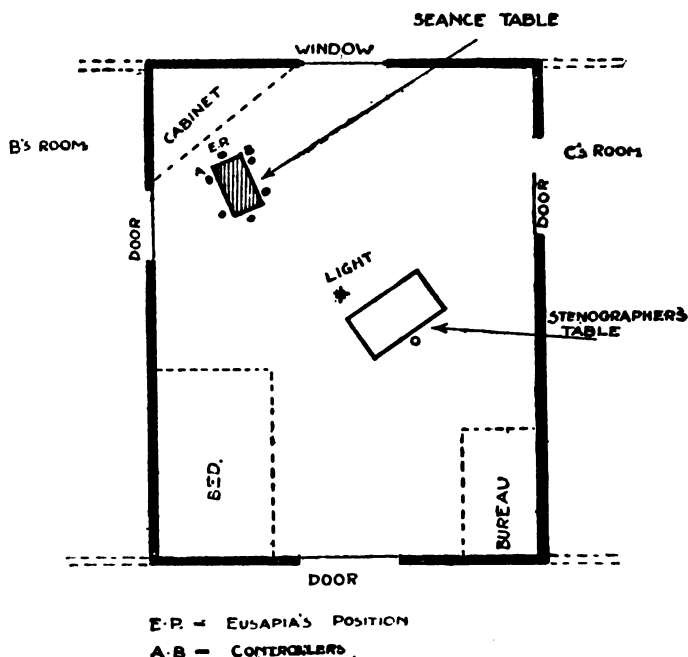 SEANCE TABLE
WINDOW
CABINET
B'S ROOM
E.P.
B
A
C'S ROOM
DOOR
DOOR
LIGHT
STENOGRAPHER'S
TABLE
BED.
BUREAU
DOOR
E.P. = EUSAPIA'S POSITION
A.B = CONTROLLERS.